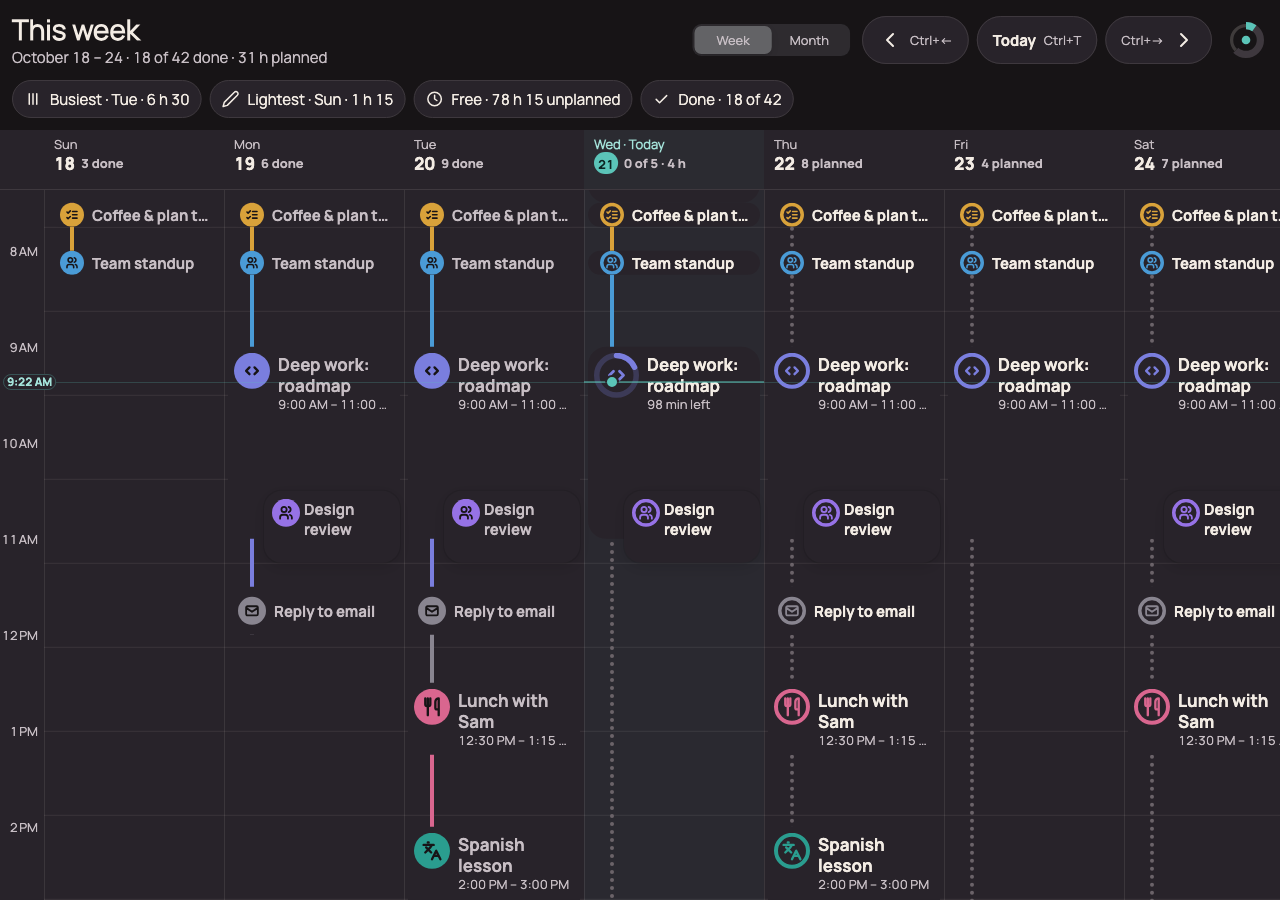 This week
October 18 – 24 · 18 of 42 done · 31 h planned
Week
Month
Ctrl+←
Today Ctrl+T
Ctrl+→
Busiest · Tue · 6 h 30
Lightest · Sun · 1 h 15
Free · 78 h 15 unplanned
Done · 18 of 42
Sun
18 3 done
Mon
19 6 done
Tue
20 9 done
Wed · Today
21 0 of 5 · 4 h
Thu
22 8 planned
Fri
23 4 planned
Sat
24 7 planned
8 AM
9 AM
9:22 AM
10 AM
11 AM
12 PM
1 PM
2 PM
Coffee & plan t…
Team standup
Coffee & plan t…
Team standup
Deep work:
roadmap
9:00 AM – 11:00 …
Design
review
Reply to email
Coffee & plan t…
Team standup
Deep work:
roadmap
9:00 AM – 11:00 …
Design
review
Reply to email
Lunch with
Sam
12:30 PM – 1:15 …
Spanish
lesson
2:00 PM – 3:00 PM
Coffee & plan t…
Team standup
Deep work:
roadmap
98 min left
Design
review
Coffee & plan t…
Team standup
Deep work:
roadmap
9:00 AM – 11:00 …
Design
review
Reply to email
Lunch with
Sam
12:30 PM – 1:15 …
Spanish
lesson
2:00 PM – 3:00 PM
Coffee & plan t…
Team standup
Deep work:
roadmap
9:00 AM – 11:00 …
Coffee & plan t
Team standup
Deep work:
roadmap
9:00 AM – 11:00
Design
review
Reply to email
Lunch with
Sam
12:30 PM – 1:15